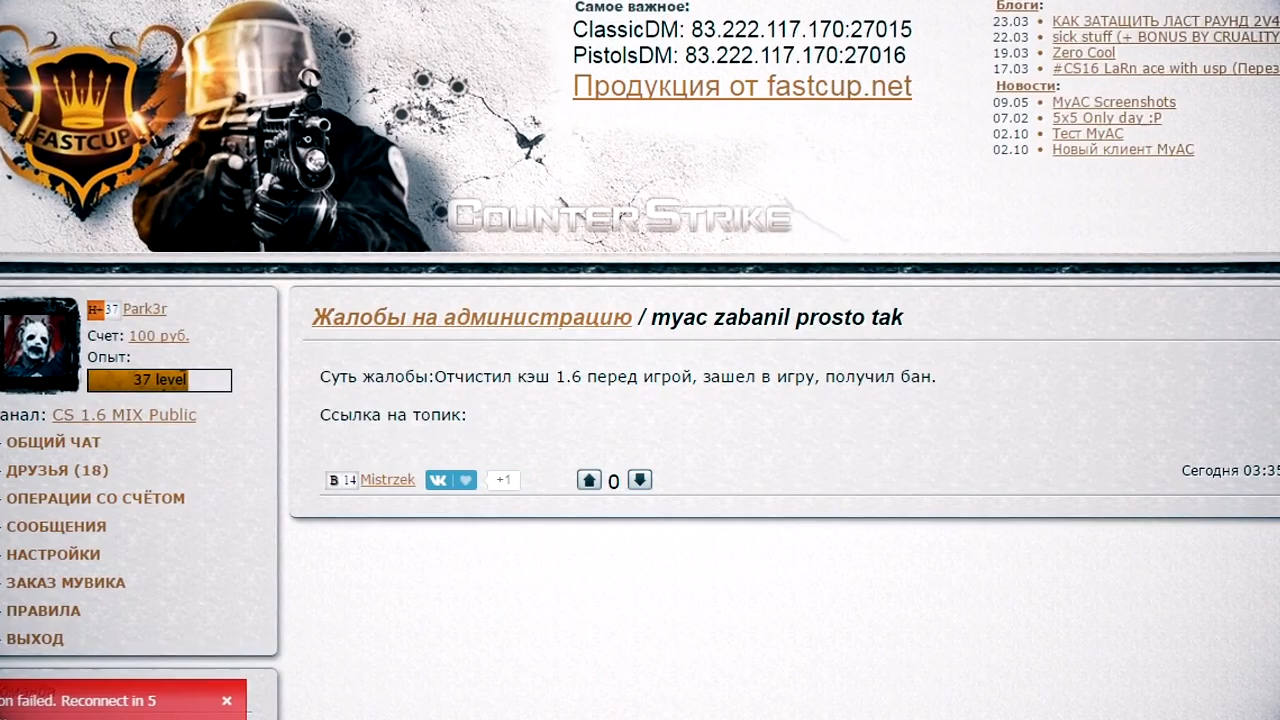 Самое важное:
ClassicDM: 83.222.117.170:27015
PistolsDM: 83.222.117.170:27016
Продукция от fastcup.net
FASTCUP
COUNTER STRIKE
Блоги:
23.03 • КАК ЗАТАЩИТЬ ЛАСТ РАУНД 2V4
22.03 • sick stuff (+ BONUS BY CRUALITY
19.03 • Zero Cool
17.03 • #CS16 LaRn ace with usp (Перез
Новости:
09.05 • MyAC Screenshots
07.02 • 5x5 Only day :P
02.10 • Тест MyAC
02.10 • Новый клиент MyAC
H+ 37 Park3r
Счет: 100 руб.
Опыт:
37 level
анал: CS 1.6 MIX Public
- ОБЩИЙ ЧАТ
- ДРУЗЬЯ (18)
- ОПЕРАЦИИ СО СЧЁТОМ
- СООБЩЕНИЯ
- НАСТРОЙКИ
- ЗАКАЗ МУВИКА
- ПРАВИЛА
- ВЫХОД
on failed. Reconnect in 5 ×
Жалобы на администрацию / myac zabanil prosto tak
Суть жалобы:Отчистил кэш 1.6 перед игрой, зашел в игру, получил бан.
Ссылка на топик:
B 14 Mistrzek +1 0
Сегодня 03:35